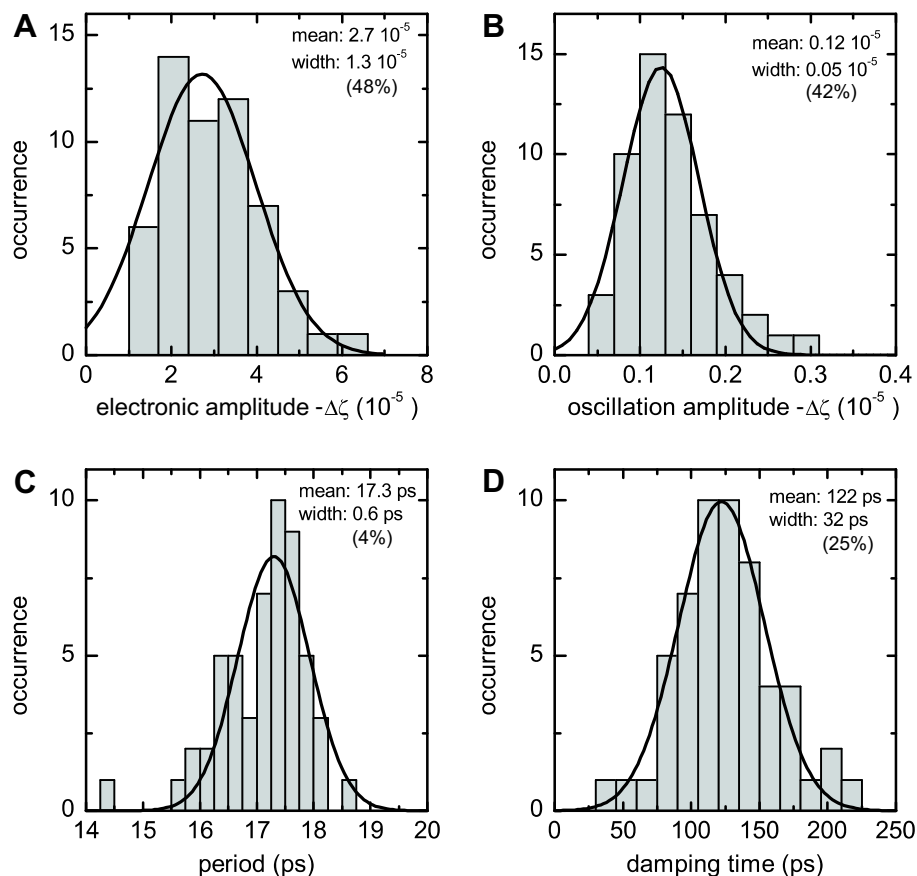 A
mean: 2.7 10⁻⁵
width: 1.3 10⁻⁵
(48%)
15
10
5
0
occurrence
0 2 4 6 8
electronic amplitude -Δζ (10⁻⁵)
B
mean: 0.12 10⁻⁵
width: 0.05 10⁻⁵
(42%)
15
10
5
0
occurrence
0.0 0.1 0.2 0.3 0.4
oscillation amplitude -Δζ (10⁻⁵)
C
mean: 17.3 ps
width: 0.6 ps
(4%)
10
5
0
occurrence
14 15 16 17 18 19 20
period (ps)
D
mean: 122 ps
width: 32 ps
(25%)
10
5
0
occurrence
0 50 100 150 200 250
damping time (ps)